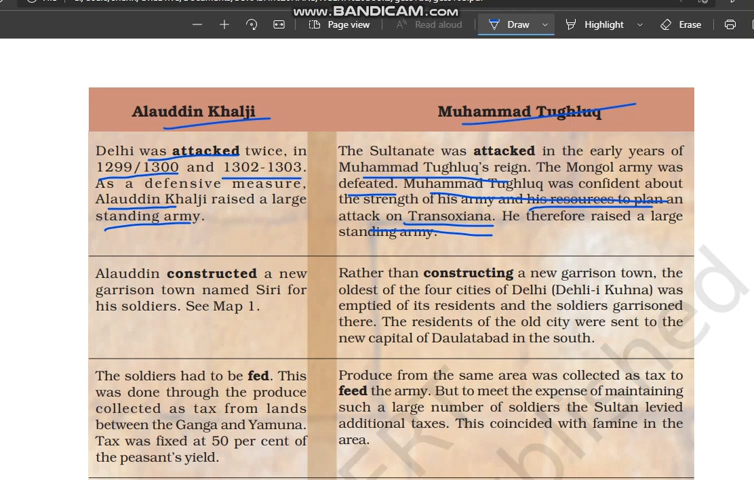 www.BANDICAM.com
Page view
Read aloud
Draw
Highlight
Erase
Alauddin Khalji
Muhammad Tughluq
Delhi was attacked twice, in
1299/1300 and 1302-1303.
As a defensive measure,
Alauddin Khalji raised a large
standing army.
The Sultanate was attacked in the early years of
Muhammad Tughluq's reign. The Mongol army was
defeated. Muhammad Tughluq was confident about
the strength of his army and his resources to plan an
attack on Transoxiana. He therefore raised a large
standing army.
Alauddin constructed a new
garrison town named Siri for
his soldiers. See Map 1.
Rather than constructing a new garrison town, the
oldest of the four cities of Delhi (Dehli-i Kuhna) was
emptied of its residents and the soldiers garrisoned
there. The residents of the old city were sent to the
new capital of Daulatabad in the south.
The soldiers had to be fed. This
was done through the produce
collected as tax from lands
between the Ganga and Yamuna.
Tax was fixed at 50 per cent of
the peasant's yield.
Produce from the same area was collected as tax to
feed the army. But to meet the expense of maintaining
such a large number of soldiers the Sultan levied
additional taxes. This coincided with famine in the
area.